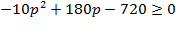 −10p² + 180p − 720 ≥ 0